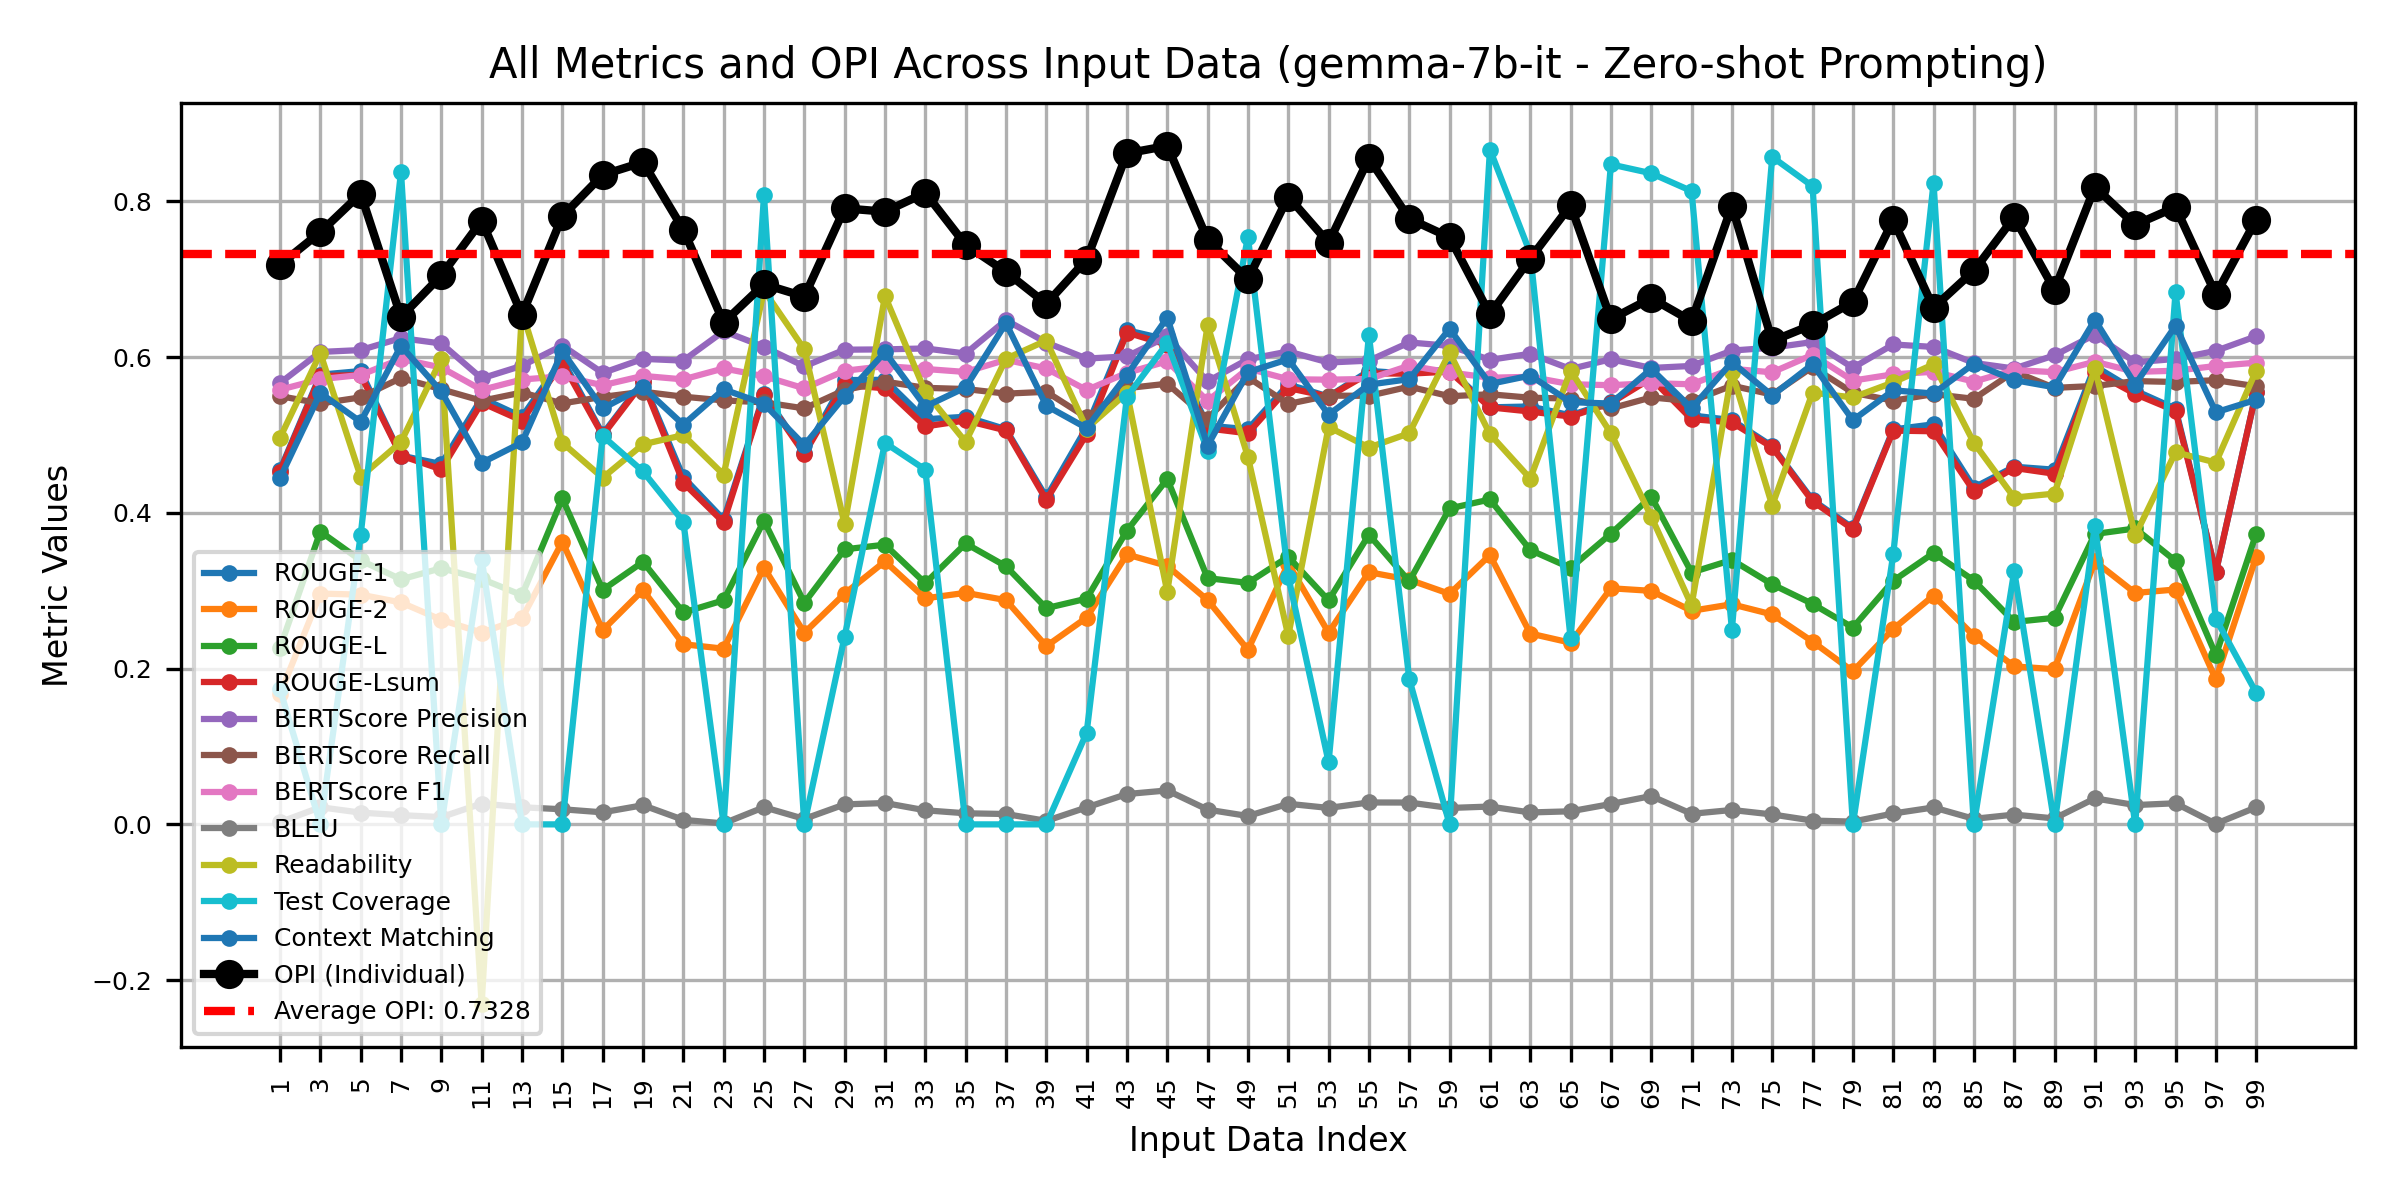 All Metrics and OPI Across Input Data (gemma-7b-it - Zero-shot Prompting)
Metric Values
0.8
0.6
0.4
0.2
0.0
−0.2
ROUGE-1
ROUGE-2
ROUGE-L
ROUGE-Lsum
BERTScore Precision
BERTScore Recall
BERTScore F1
BLEU
Readability
Test Coverage
Context Matching
OPI (Individual)
Average OPI: 0.7328
1 3 5 7 9 11 13 15 17 19 21 23 25 27 29 31 33 35 37 39 41 43 45 47 49 51 53 55 57 59 61 63 65 67 69 71 73 75 77 79 81 83 85 87 89 91 93 95 97 99
Input Data Index